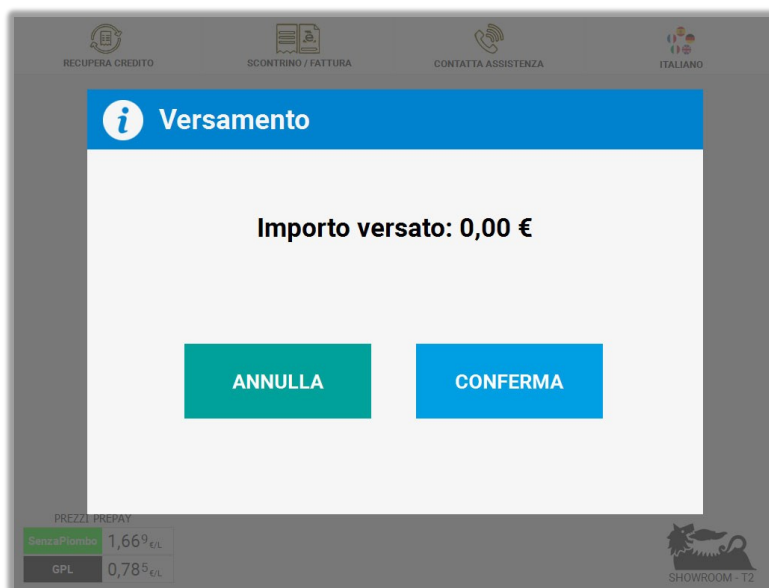 RECUPERA CREDITO
SCONTRINO / FATTURA
CONTATTA ASSISTENZA
ITALIANO
i Versamento
Importo versato: 0,00 €
ANNULLA
CONFERMA
PREZZI PREPAY
SenzaPiombo 1,669 €/L
GPL 0,785 €/L
SHOWROOM - T2